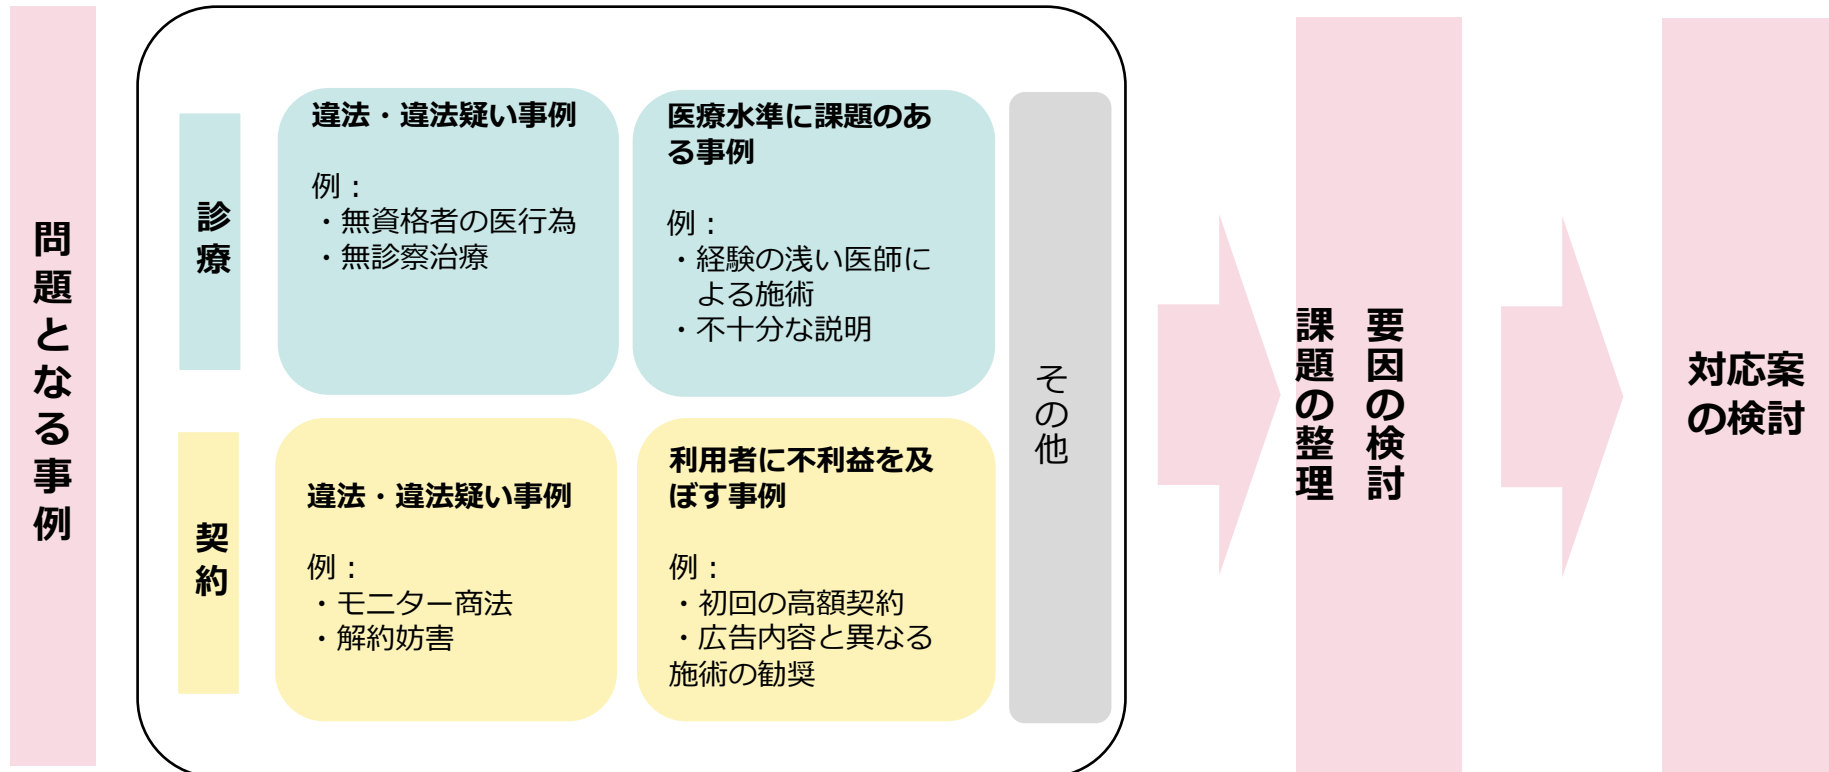 問題となる事例
診療
違法・違法疑い事例
例：
・無資格者の医行為
・無診察治療
医療水準に課題のあ
る事例
例：
・経験の浅い医師に
よる施術
・不十分な説明
契約
違法・違法疑い事例
例：
・モニター商法
・解約妨害
利用者に不利益を及
ぼす事例
例：
・初回の高額契約
・広告内容と異なる
施術の勧奨
その他
要因の検討
課題の整理
対応案
の検討